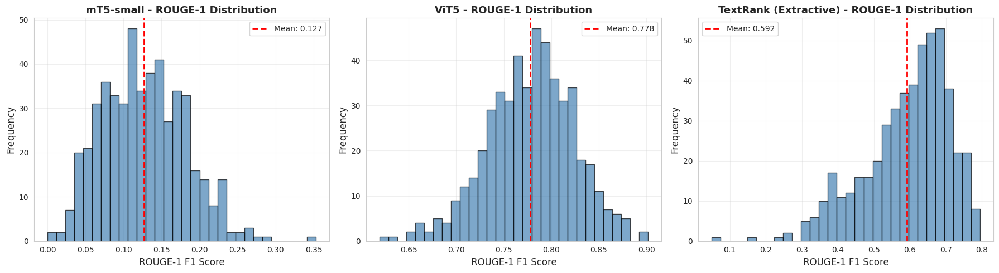 mT5-small - ROUGE-1 Distribution
Mean: 0.127
Frequency
50
40
30
20
10
0
0.00 0.05 0.10 0.15 0.20 0.25 0.30 0.35
ROUGE-1 F1 Score
ViT5 - ROUGE-1 Distribution
Mean: 0.778
Frequency
40
30
20
10
0
0.65 0.70 0.75 0.80 0.85 0.90
ROUGE-1 F1 Score
TextRank (Extractive) - ROUGE-1 Distribution
Mean: 0.592
Frequency
50
40
30
20
10
0
0.1 0.2 0.3 0.4 0.5 0.6 0.7 0.8
ROUGE-1 F1 Score